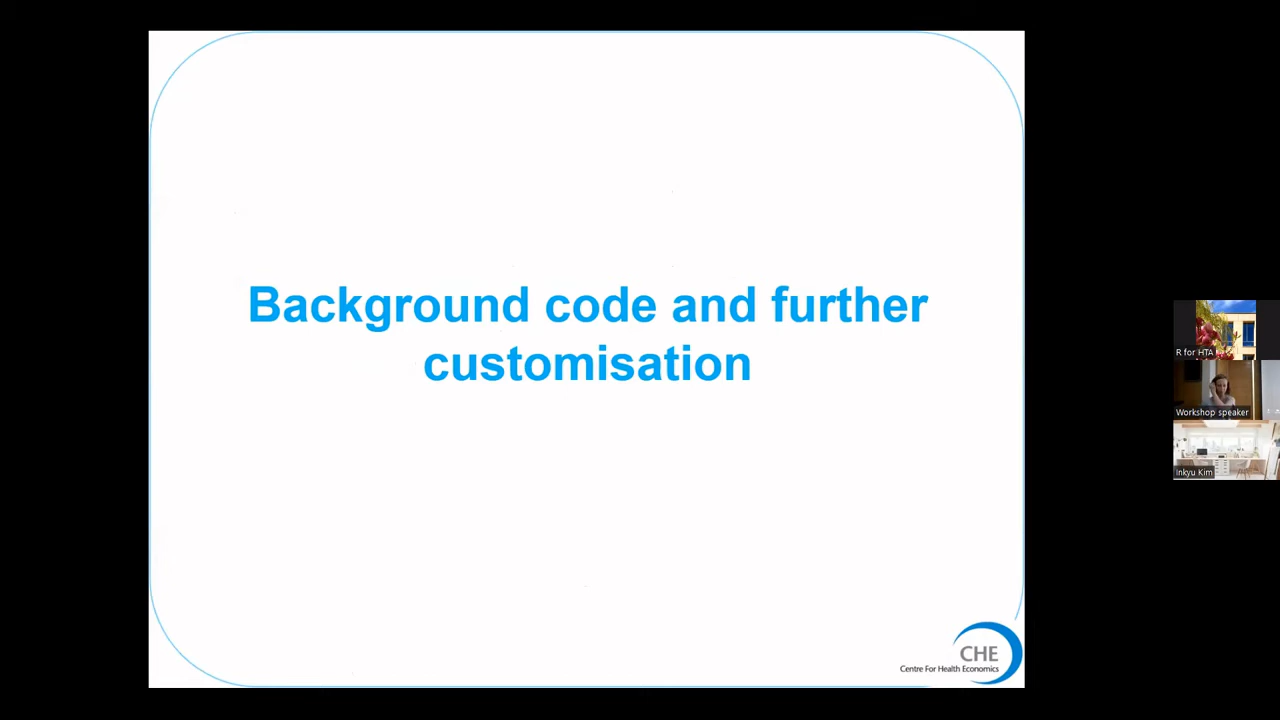 Background code and further
customisation
R for HTA
Workshop speaker
Inkyu Kim
CHE
Centre For Health Economics